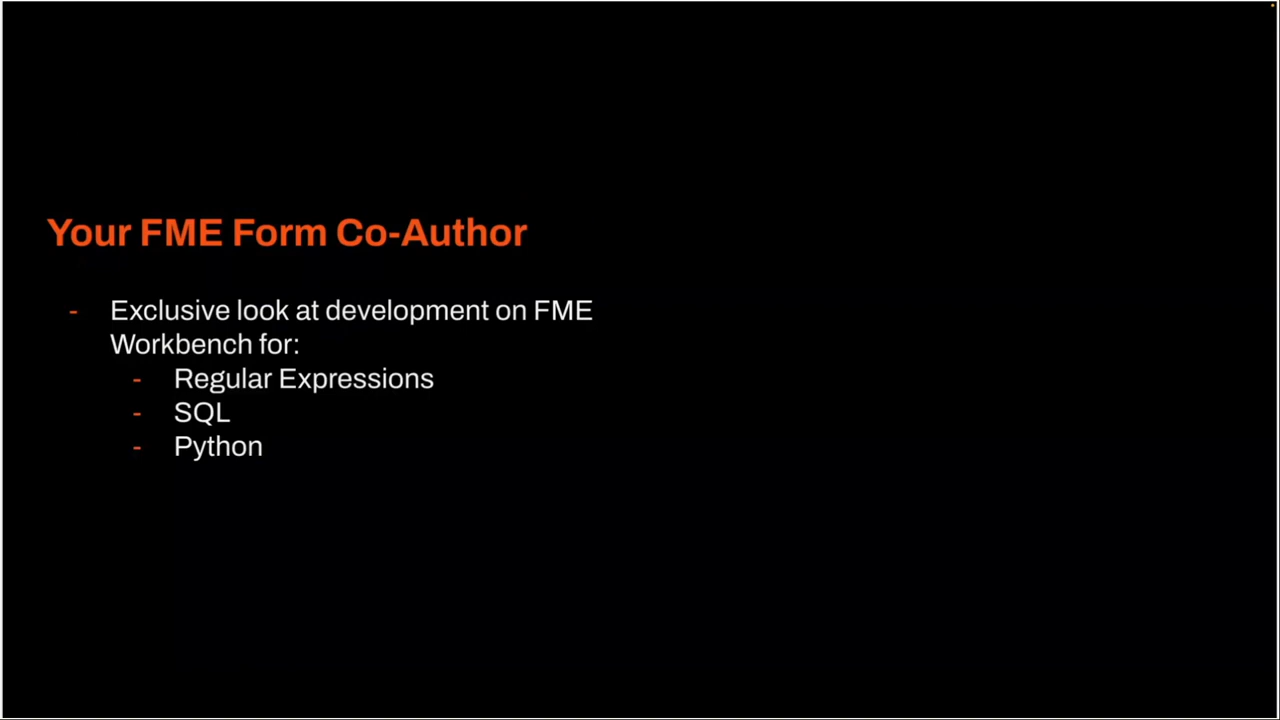 Your FME Form Co-Author
- Exclusive look at development on FME
Workbench for:
- Regular Expressions
- SQL
- Python